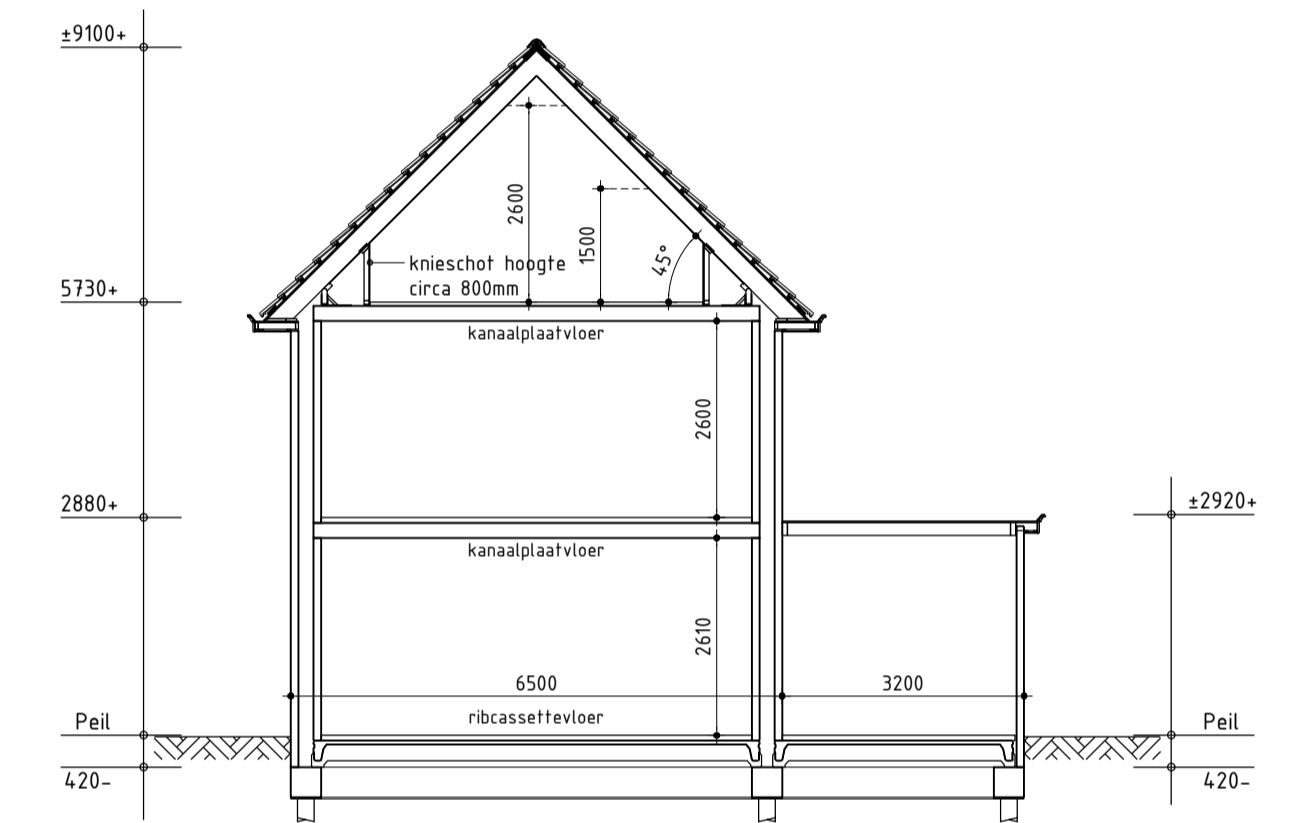 ±9100+
2600
1500
45°
knieschot hoogte
circa 800mm
5730+
kanaalplaatvloer
2600
2880+
±2920+
kanaalplaatvloer
2610
6500
3200
Peil
ribcassettevloer
Peil
420-
420-